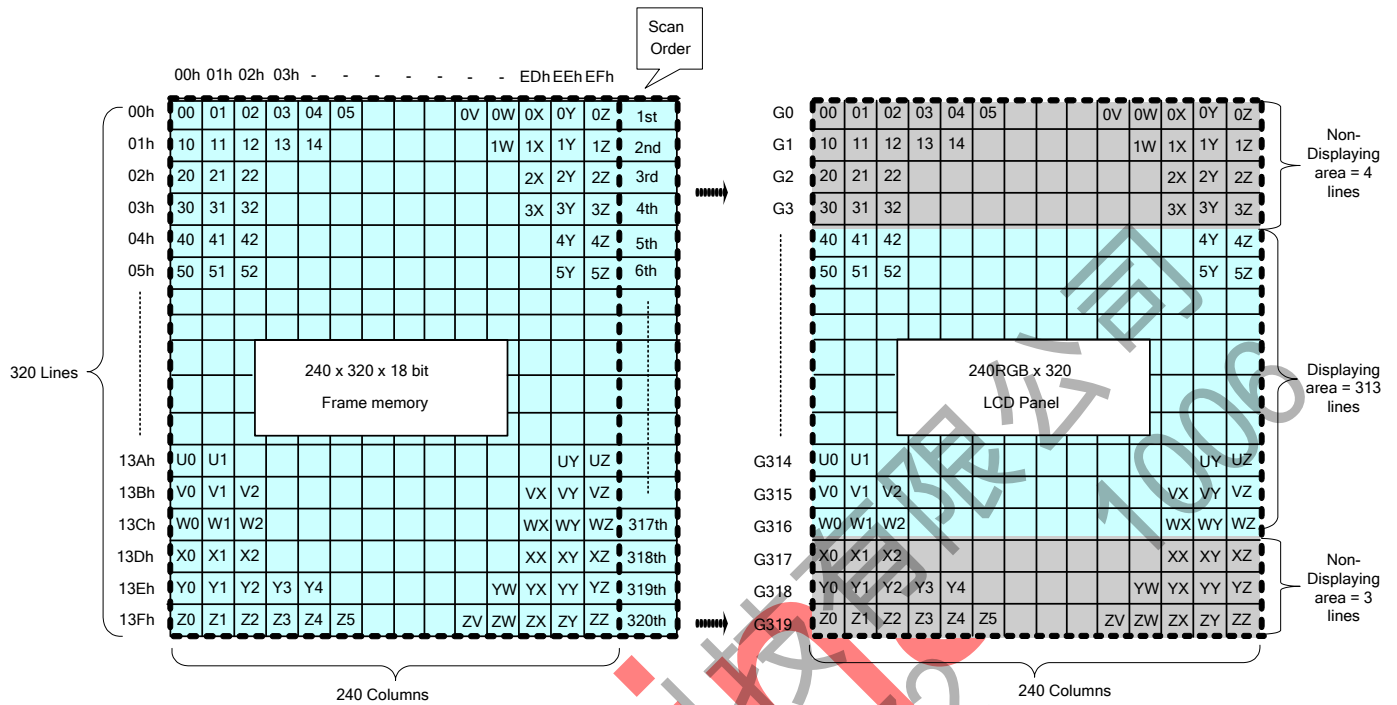 Scan
Order
00h 01h 02h 03h - - - - - - - EDh EEh EFh
00h 00 01 02 03 04 05 0V 0W 0X 0Y 0Z 1st
01h 10 11 12 13 14 1W 1X 1Y 1Z 2nd
02h 20 21 22 2X 2Y 2Z 3rd
03h 30 31 32 3X 3Y 3Z 4th
04h 40 41 42 4Y 4Z 5th
05h 50 51 52 5Y 5Z 6th
320 Lines
240 x 320 x 18 bit
Frame memory
13Ah U0 U1 UY UZ
13Bh V0 V1 V2 VX VY VZ
13Ch W0 W1 W2 WX WY WZ 317th
13Dh X0 X1 X2 XX XY XZ 318th
13Eh Y0 Y1 Y2 Y3 Y4 YW YX YY YZ 319th
13Fh Z0 Z1 Z2 Z3 Z4 Z5 ZV ZW ZX ZY ZZ 320th
240 Columns
G0 00 01 02 03 04 05 0V 0W 0X 0Y 0Z
G1 10 11 12 13 14 1W 1X 1Y 1Z
G2 20 21 22 2X 2Y 2Z
G3 30 31 32 3X 3Y 3Z
40 41 42 4Y 4Z
50 51 52 5Y 5Z
Non-
Displaying
area = 4
lines
240RGB x 320
LCD Panel
Displaying
area = 313
lines
G314 U0 U1 UY UZ
G315 V0 V1 V2 VX VY VZ
G316 W0 W1 W2 WX WY WZ
G317 X0 X1 X2 XX XY XZ
G318 Y0 Y1 Y2 Y3 Y4 YW YX YY YZ
G319 Z0 Z1 Z2 Z3 Z4 Z5 ZV ZW ZX ZY ZZ
Non-
Displaying
area = 3
lines
240 Columns
技有限公司
1006